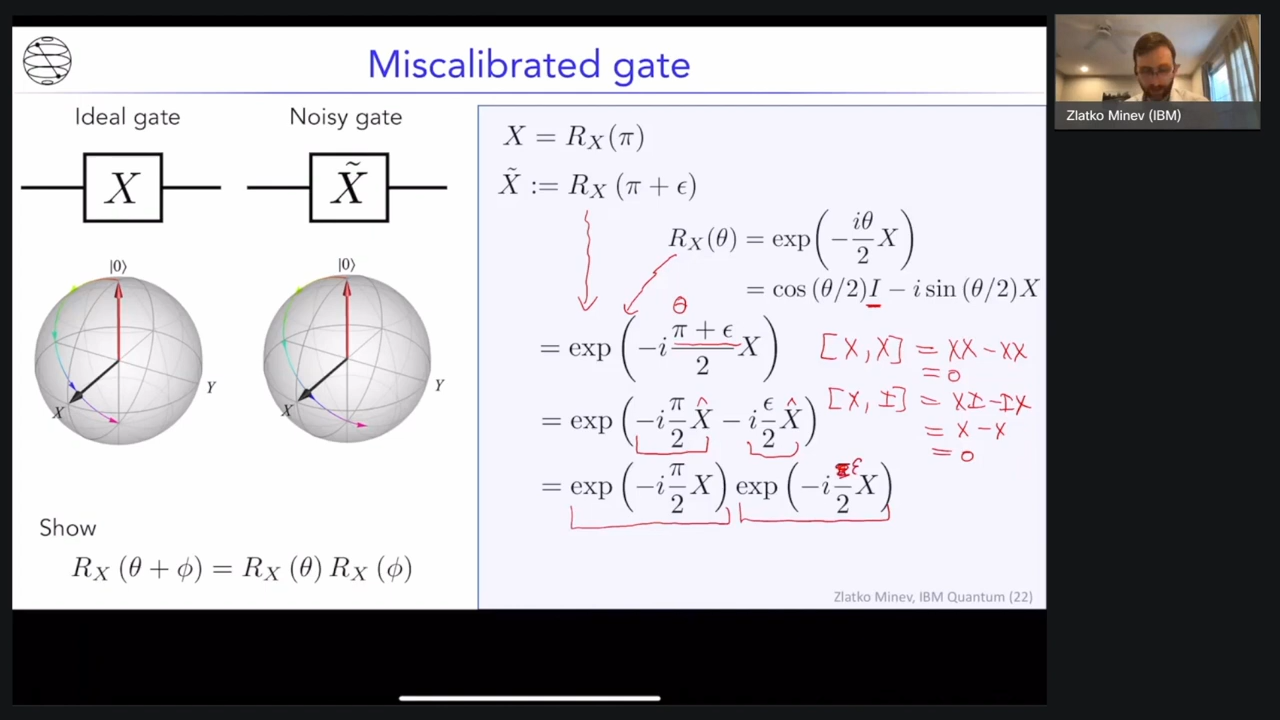 Miscalibrated gate
Ideal gate
Noisy gate
X
X̃
|0⟩
Y
X
|0⟩
Y
X
Show
R_X (θ + ϕ) = R_X (θ) R_X (ϕ)
X = R_X(π)
X̃ := R_X (π + ϵ)
R_X(θ) = exp(−iθ/2 X)
= cos (θ/2) I − i sin (θ/2) X
θ
= exp(−i (π + ϵ)/2 X)
= exp(−i π/2 X̂ − i ϵ/2 X̂)
= exp(−i π/2 X) exp(−i ε/2 X)
[X, X] = XX − XX
= 0
[X, I] = XI − IX
= X − X
= 0
Zlatko Minev, IBM Quantum (22)
Zlatko Minev (IBM)